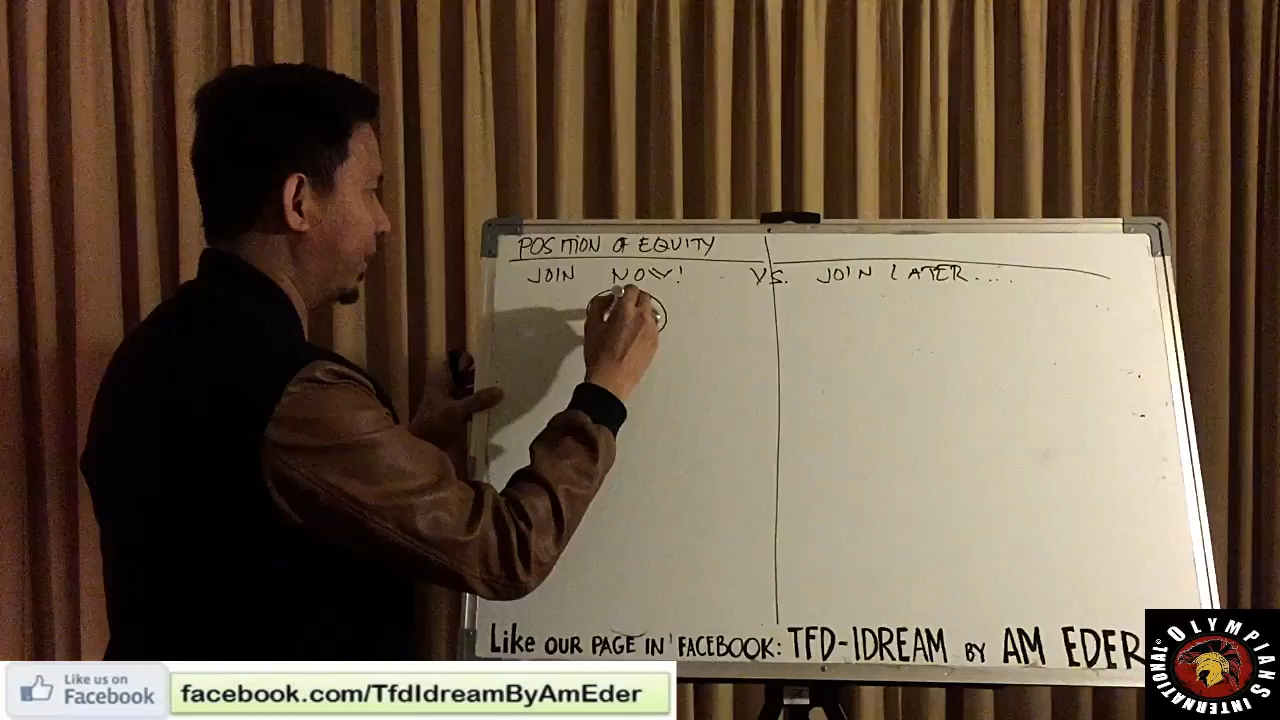 POSITION OF EQUITY
JOIN NOW! VS. JOIN LATER....
Like OUR PAGE IN FACEBOOK: TFD-IDREAM BY AM EDER
Like us on
Facebook
facebook.com/TfdIdreamByAmEder
OLYMPIANS
INTERNATIONAL